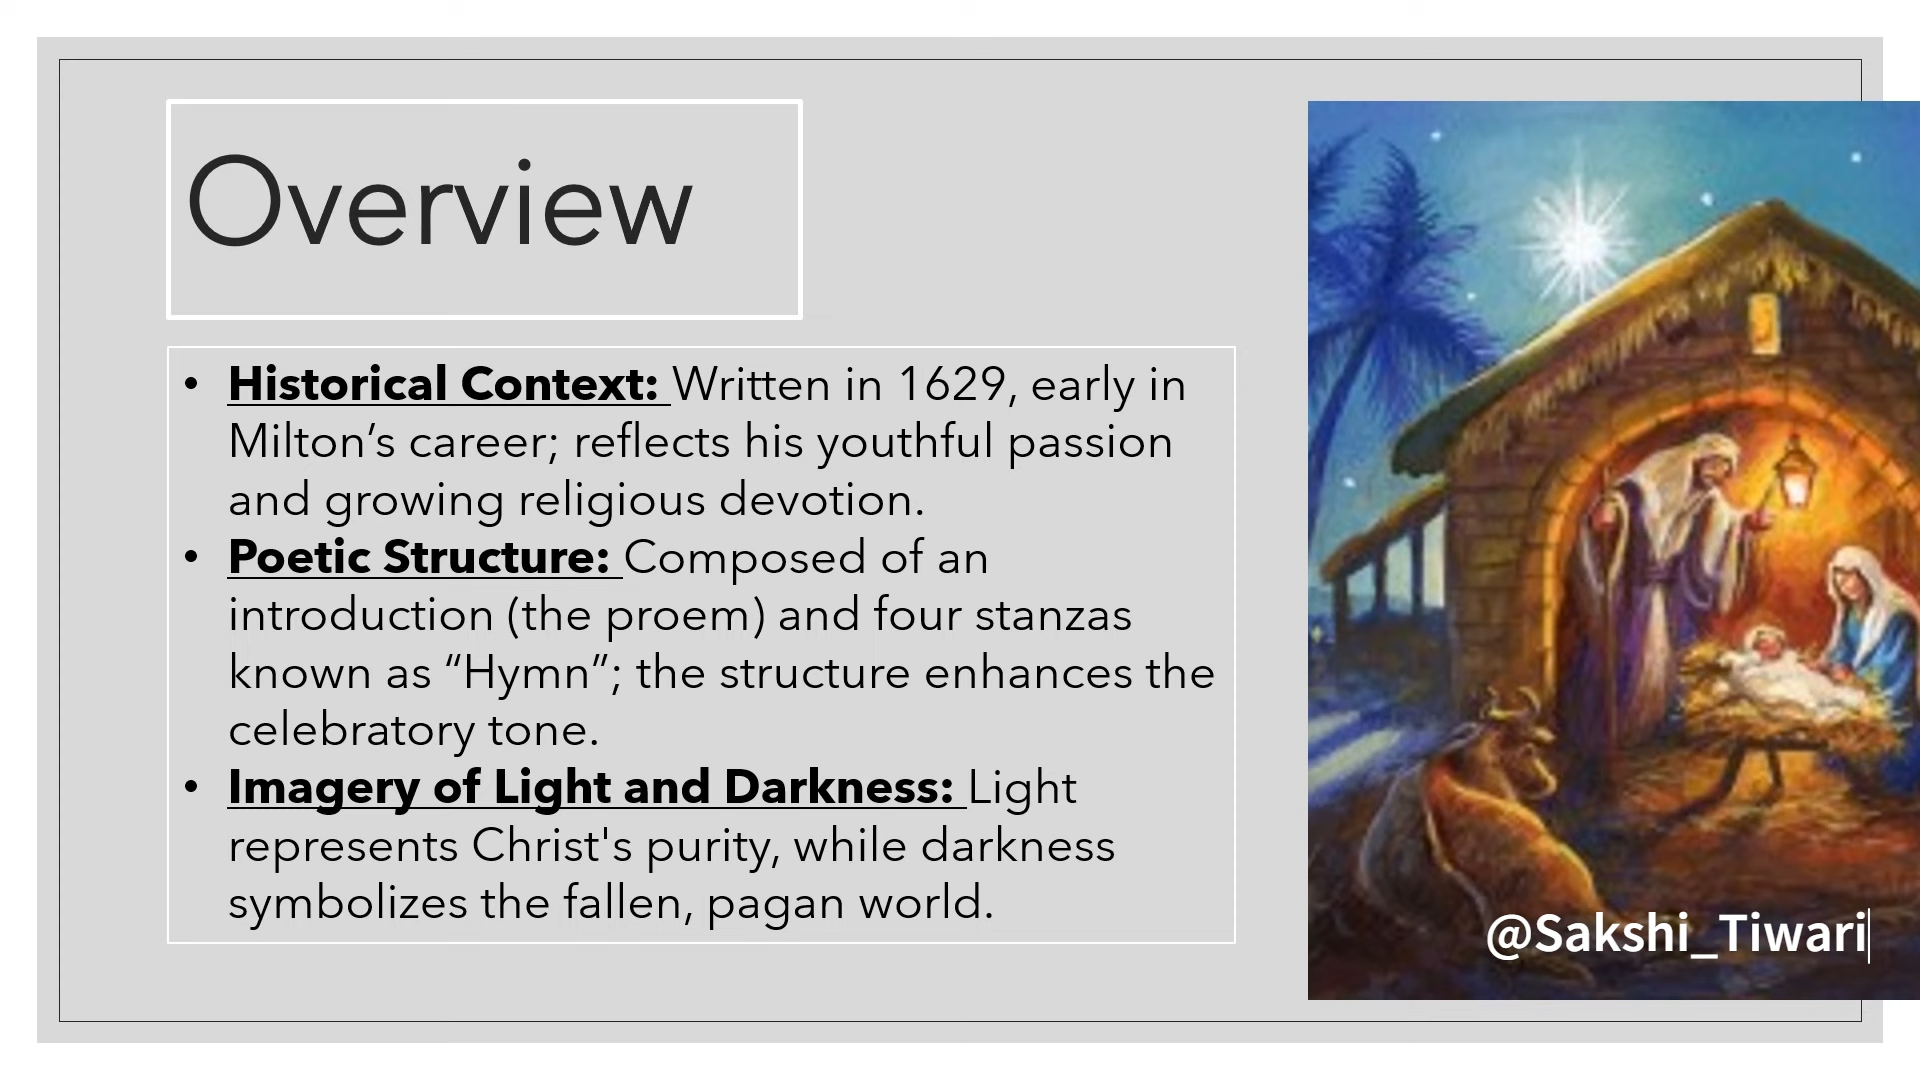 Overview
• Historical Context: Written in 1629, early in
Milton’s career; reflects his youthful passion
and growing religious devotion.
• Poetic Structure: Composed of an
introduction (the proem) and four stanzas
known as “Hymn”; the structure enhances the
celebratory tone.
• Imagery of Light and Darkness: Light
represents Christ's purity, while darkness
symbolizes the fallen, pagan world.
@Sakshi_Tiwari